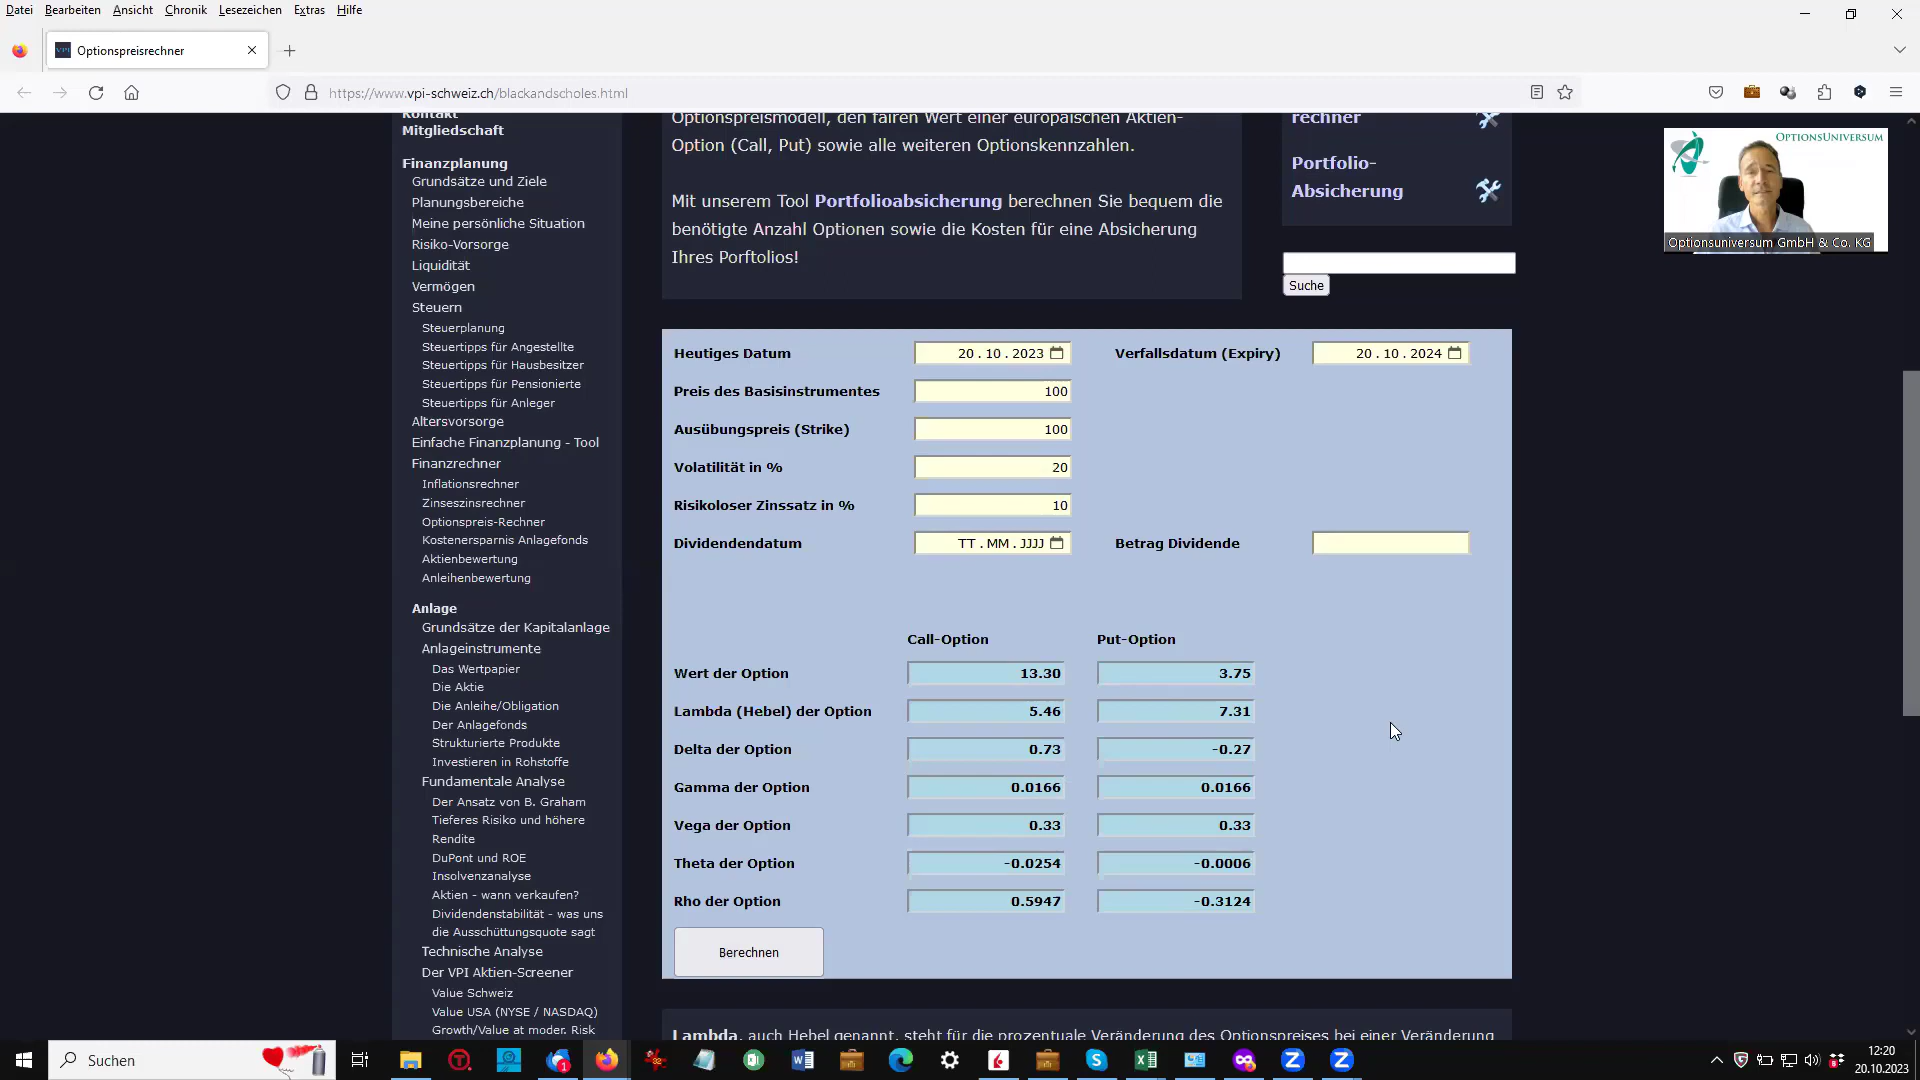 Datei Bearbeiten Ansicht Chronik Lesezeichen Extras Hilfe
VPI Optionspreisrechner
https://www.vpi-schweiz.ch/blackandscholes.html
Kontakt
Mitgliedschaft
Finanzplanung
Grundsätze und Ziele
Planungsbereiche
Meine persönliche Situation
Risiko-Vorsorge
Liquidität
Vermögen
Steuern
Steuerplanung
Steuertipps für Angestellte
Steuertipps für Hausbesitzer
Steuertipps für Pensionierte
Steuertipps für Anleger
Altersvorsorge
Einfache Finanzplanung - Tool
Finanzrechner
Inflationsrechner
Zinseszinsrechner
Optionspreis-Rechner
Kostenersparnis Anlagefonds
Aktienbewertung
Anleihenbewertung
Anlage
Grundsätze der Kapitalanlage
Anlageinstrumente
Das Wertpapier
Die Aktie
Die Anleihe/Obligation
Der Anlagefonds
Strukturierte Produkte
Investieren in Rohstoffe
Fundamentale Analyse
Der Ansatz von B. Graham
Tieferes Risiko und höhere
Rendite
DuPont und ROE
Insolvenzanalyse
Aktien - wann verkaufen?
Dividendenstabilität - was uns
die Ausschüttungsquote sagt
Technische Analyse
Der VPI Aktien-Screener
Value Schweiz
Value USA (NYSE / NASDAQ)
Growth/Value at moder. Risk
Optionspreismodell, den fairen Wert einer europäischen Aktien-
Option (Call, Put) sowie alle weiteren Optionskennzahlen.
Mit unserem Tool Portfolioabsicherung berechnen Sie bequem die
benötigte Anzahl Optionen sowie die Kosten für eine Absicherung
Ihres Porftolios!
rechner
Portfolio-
Absicherung
Suche
OPTIONSUNIVERSUM
Optionsuniversum GmbH & Co. KG
Heutiges Datum 20.10.2023 Verfallsdatum (Expiry) 20.10.2024
Preis des Basisinstrumentes 100
Ausübungspreis (Strike) 100
Volatilität in % 20
Risikoloser Zinssatz in % 10
Dividendendatum TT.MM.JJJJ Betrag Dividende
Call-Option Put-Option
Wert der Option 13.30 3.75
Lambda (Hebel) der Option 5.46 7.31
Delta der Option 0.73 -0.27
Gamma der Option 0.0166 0.0166
Vega der Option 0.33 0.33
Theta der Option -0.0254 -0.0006
Rho der Option 0.5947 -0.3124
Berechnen
Lambda, auch Hebel genannt, steht für die prozentuale Veränderung des Optionspreises bei einer Veränderung
Suchen
12:20
20.10.2023